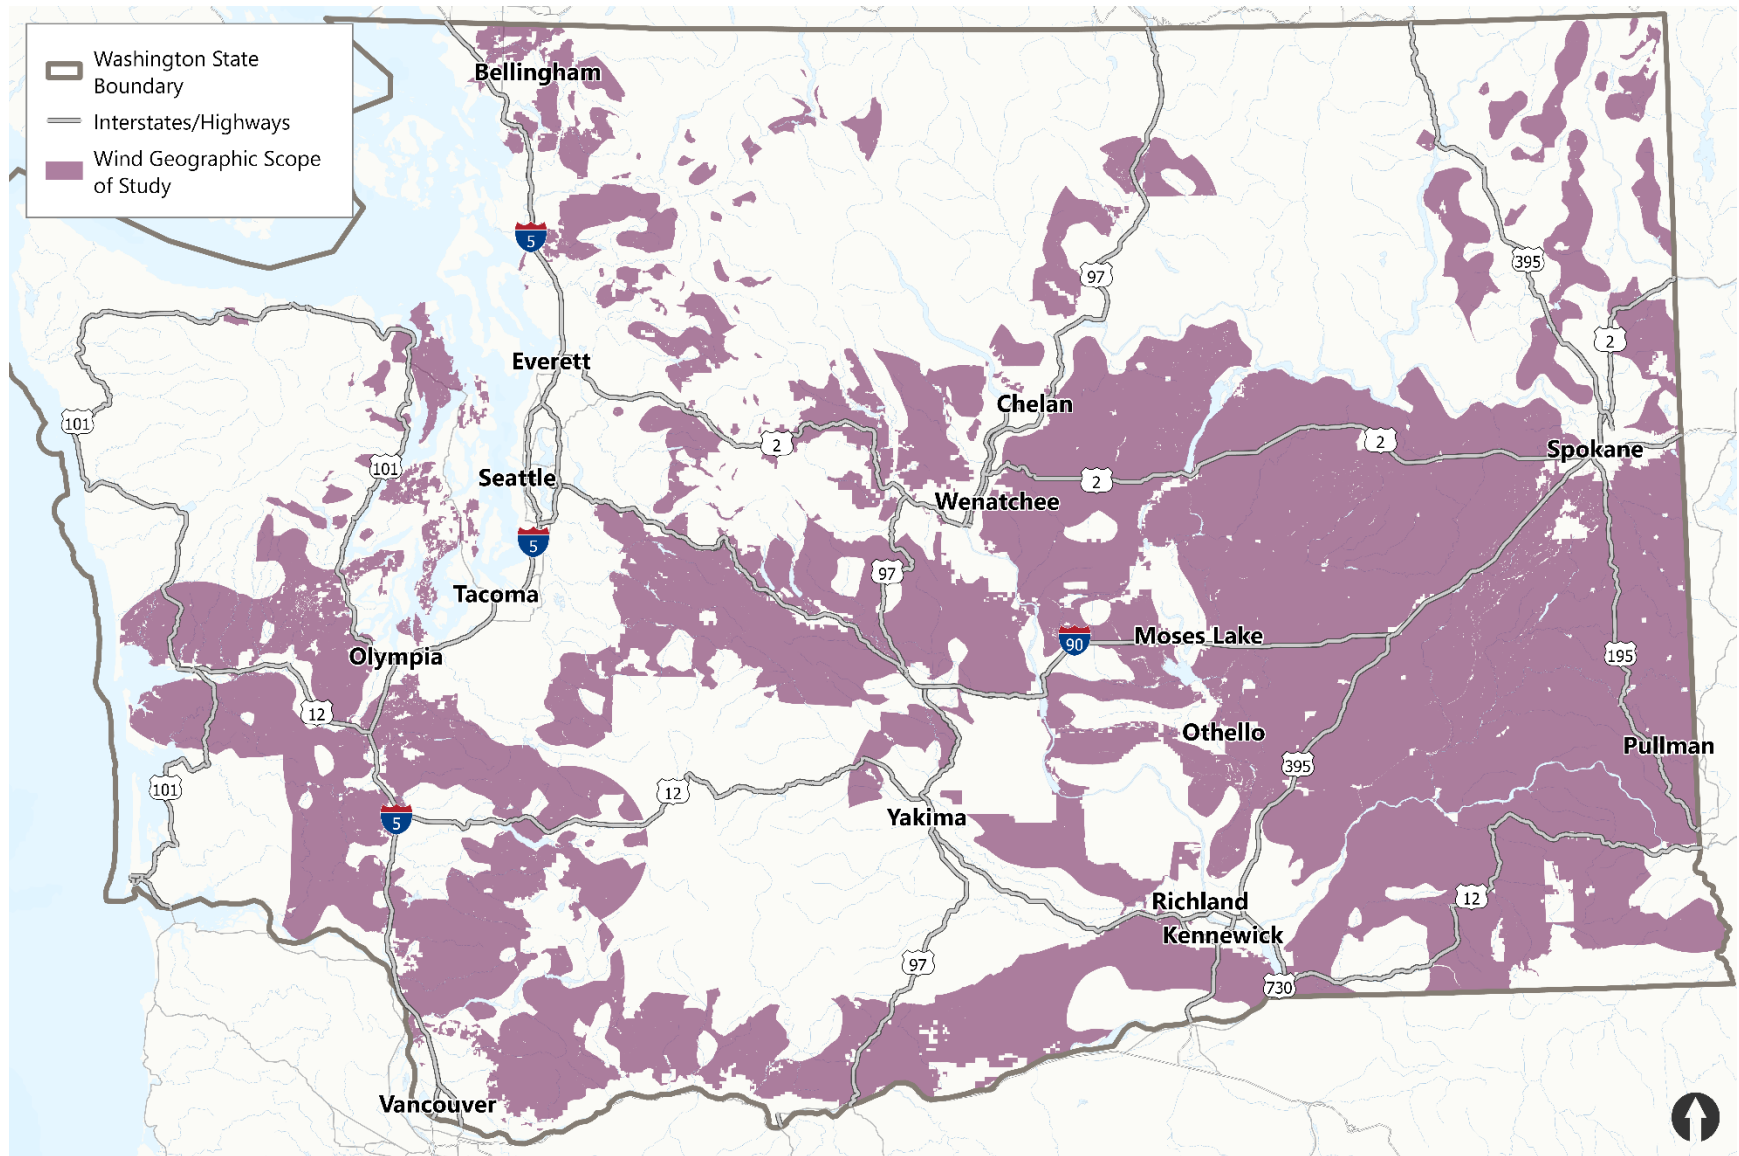 Washington State
Boundary
Interstates/Highways
Wind Geographic Scope
of Study
Bellingham
5
97
395
2
Everett
101
Chelan
101
2
2
2
Spokane
Seattle
Wenatchee
5
97
Tacoma
90
Moses Lake
Olympia
195
12
Othello
Pullman
395
101
12
5
Yakima
12
Richland
Kennewick
97
730
Vancouver